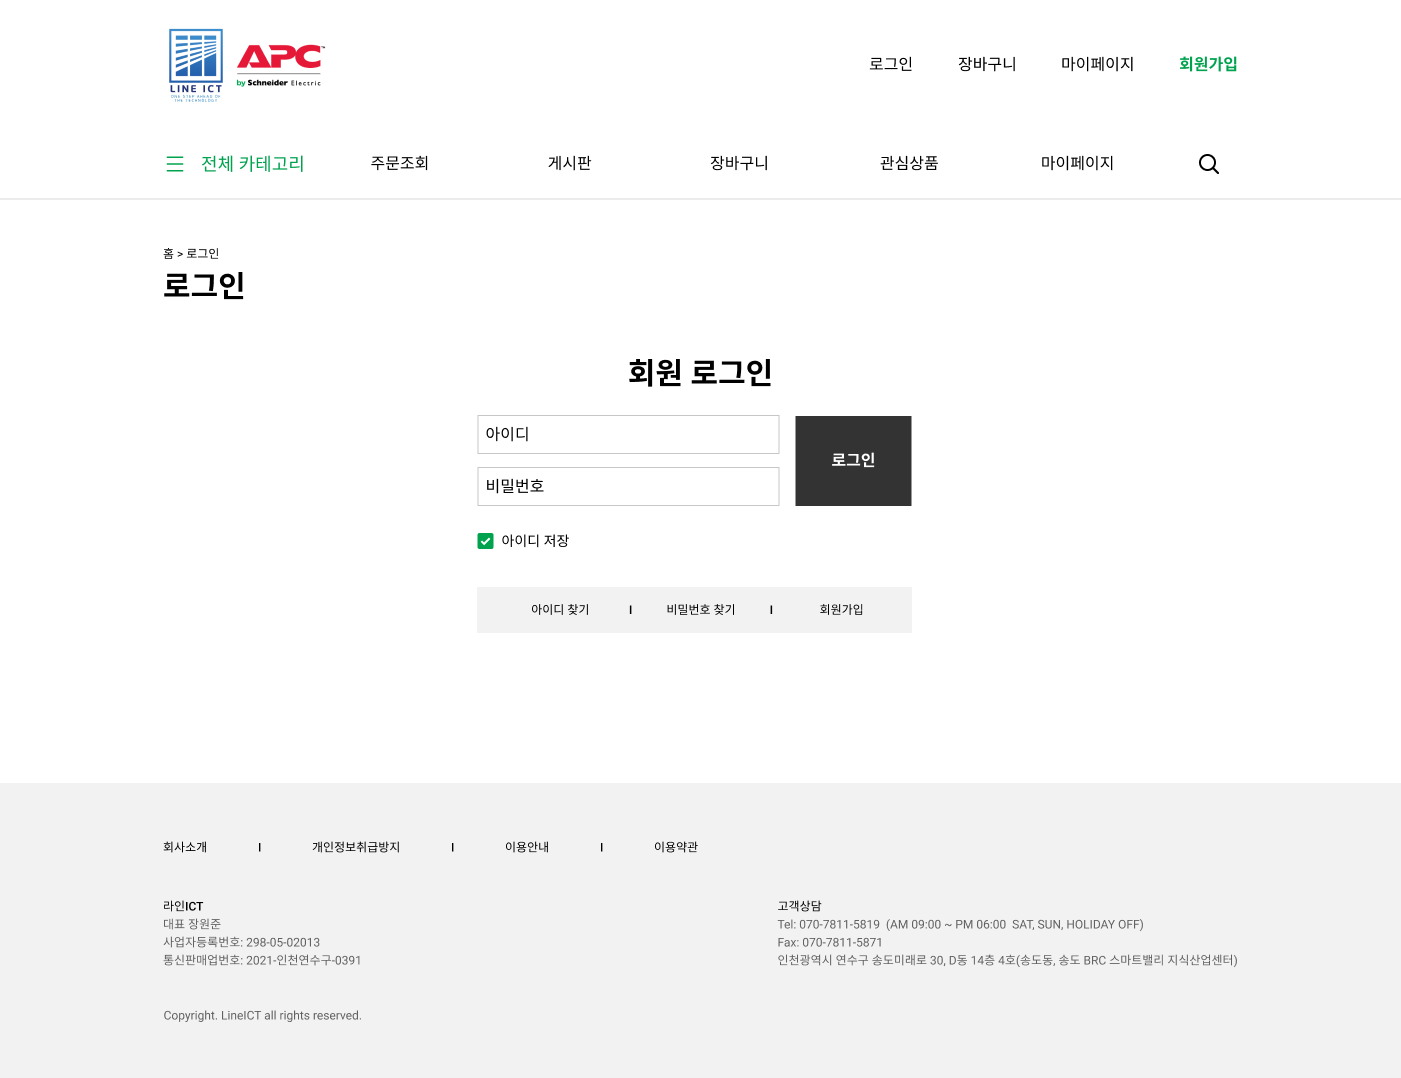 LINE ICT
ONE STEP AHEAD OF
THE TECHNOLOGY
APC™
by Schneider Electric
로그인 장바구니 마이페이지 회원가입
전체 카테고리 주문조회 게시판 장바구니 관심상품 마이페이지
홈 > 로그인
로그인
회원 로그인
아이디
비밀번호
로그인
아이디 저장
아이디 찾기 I 비밀번호 찾기 I 회원가입
회사소개 I 개인정보취급방지 I 이용안내 I 이용약관
라인ICT
대표 장원준
사업자등록번호: 298-05-02013
통신판매업번호: 2021-인천연수구-0391
고객상담
Tel: 070-7811-5819 (AM 09:00 ~ PM 06:00 SAT, SUN, HOLIDAY OFF)
Fax: 070-7811-5871
인천광역시 연수구 송도미래로 30, D동 14층 4호(송도동, 송도 BRC 스마트밸리 지식산업센터)
Copyright. LineICT all rights reserved.